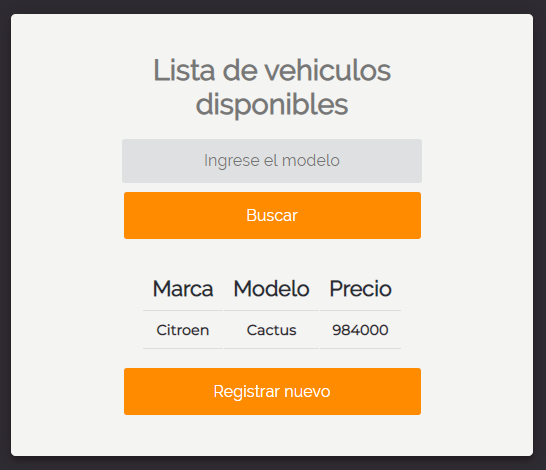 Lista de vehiculos
disponibles
Ingrese el modelo
Buscar
Marca Modelo Precio
Citroen Cactus 984000
Registrar nuevo